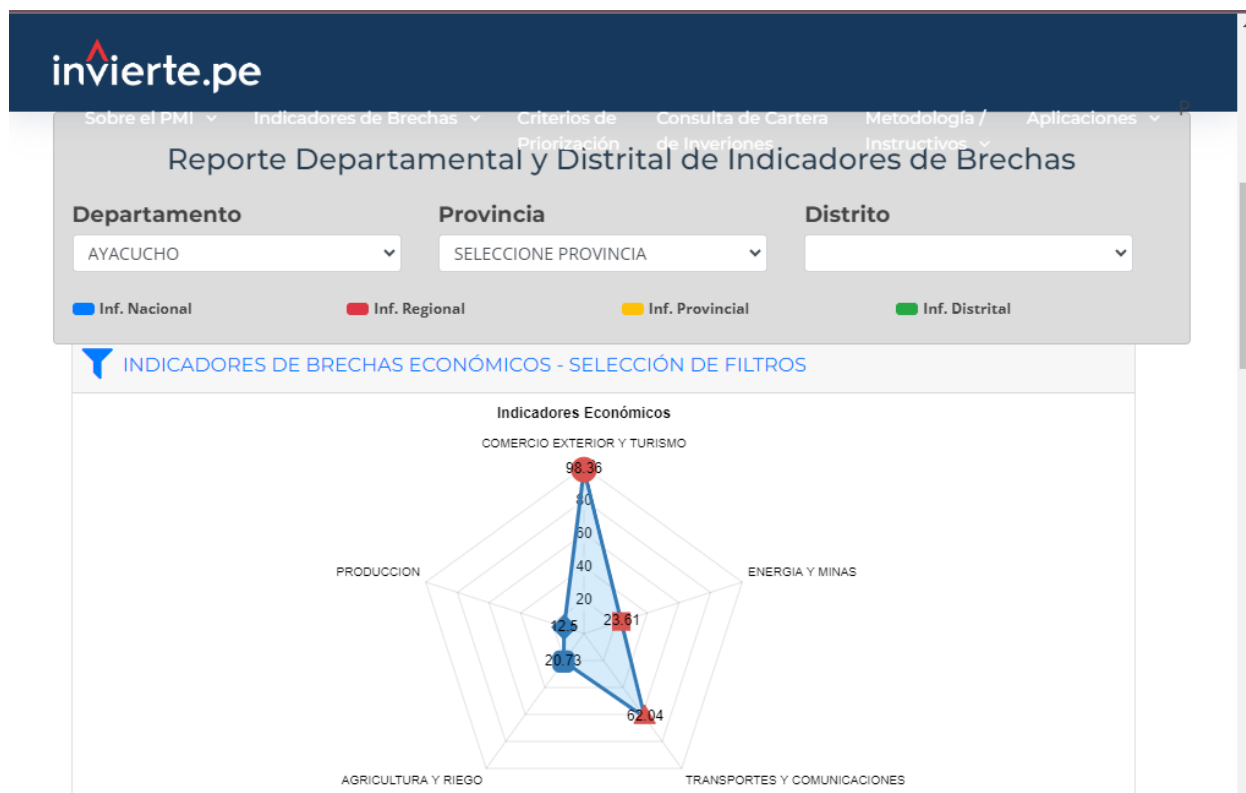 invierte.pe
Sobre el PMI Indicadores de Brechas Criterios de Consulta de Cartera Metodología / Aplicaciones
Priorización de Inveriones Instructivos
Reporte Departamental y Distrital de Indicadores de Brechas
Departamento Provincia Distrito
AYACUCHO SELECCIONE PROVINCIA
Inf. Nacional Inf. Regional Inf. Provincial Inf. Distrital
INDICADORES DE BRECHAS ECONÓMICOS - SELECCIÓN DE FILTROS
Indicadores Económicos
COMERCIO EXTERIOR Y TURISMO
98.36
80
60
40
PRODUCCION ENERGIA Y MINAS
20
12.5 23.61
20.73
62.04
AGRICULTURA Y RIEGO TRANSPORTES Y COMUNICACIONES